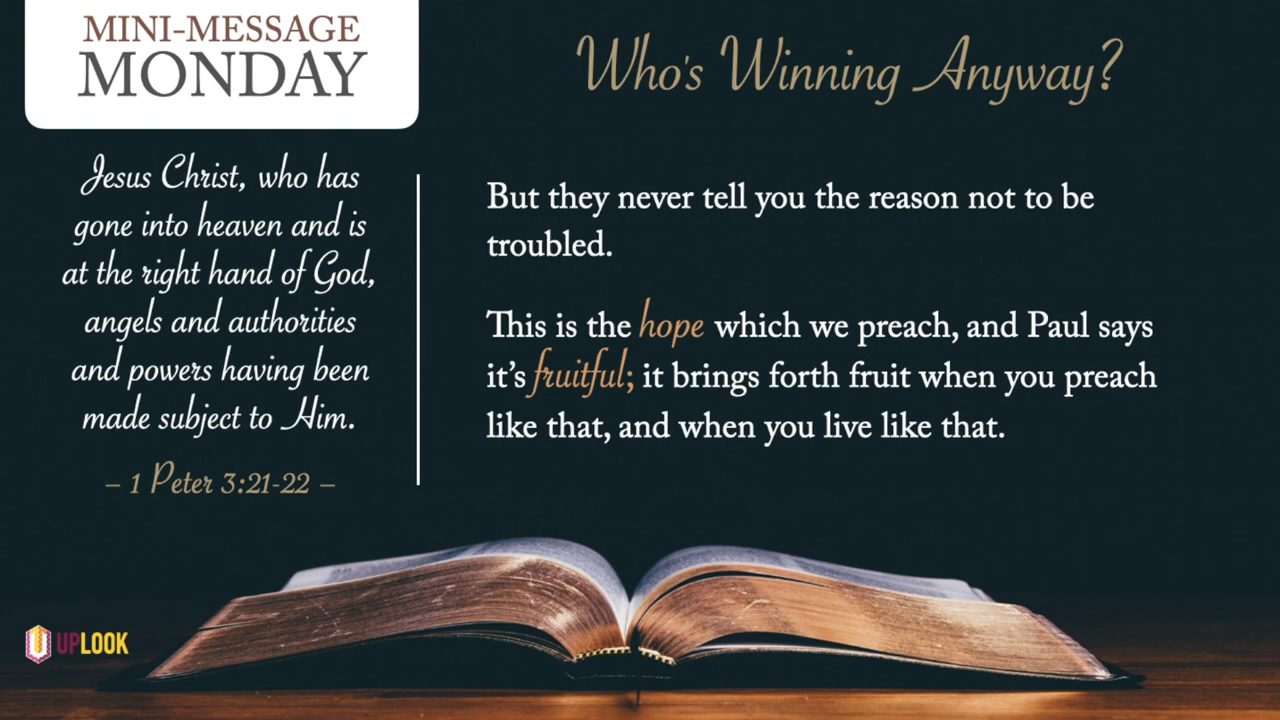 MINI-MESSAGE
MONDAY
Who's Winning Anyway?
Jesus Christ, who has
gone into heaven and is
at the right hand of God,
angels and authorities
and powers having been
made subject to Him.
– 1 Peter 3:21-22 –
But they never tell you the reason not to be
troubled.
This is the hope which we preach, and Paul says
it’s fruitful; it brings forth fruit when you preach
like that, and when you live like that.
UPLOOK